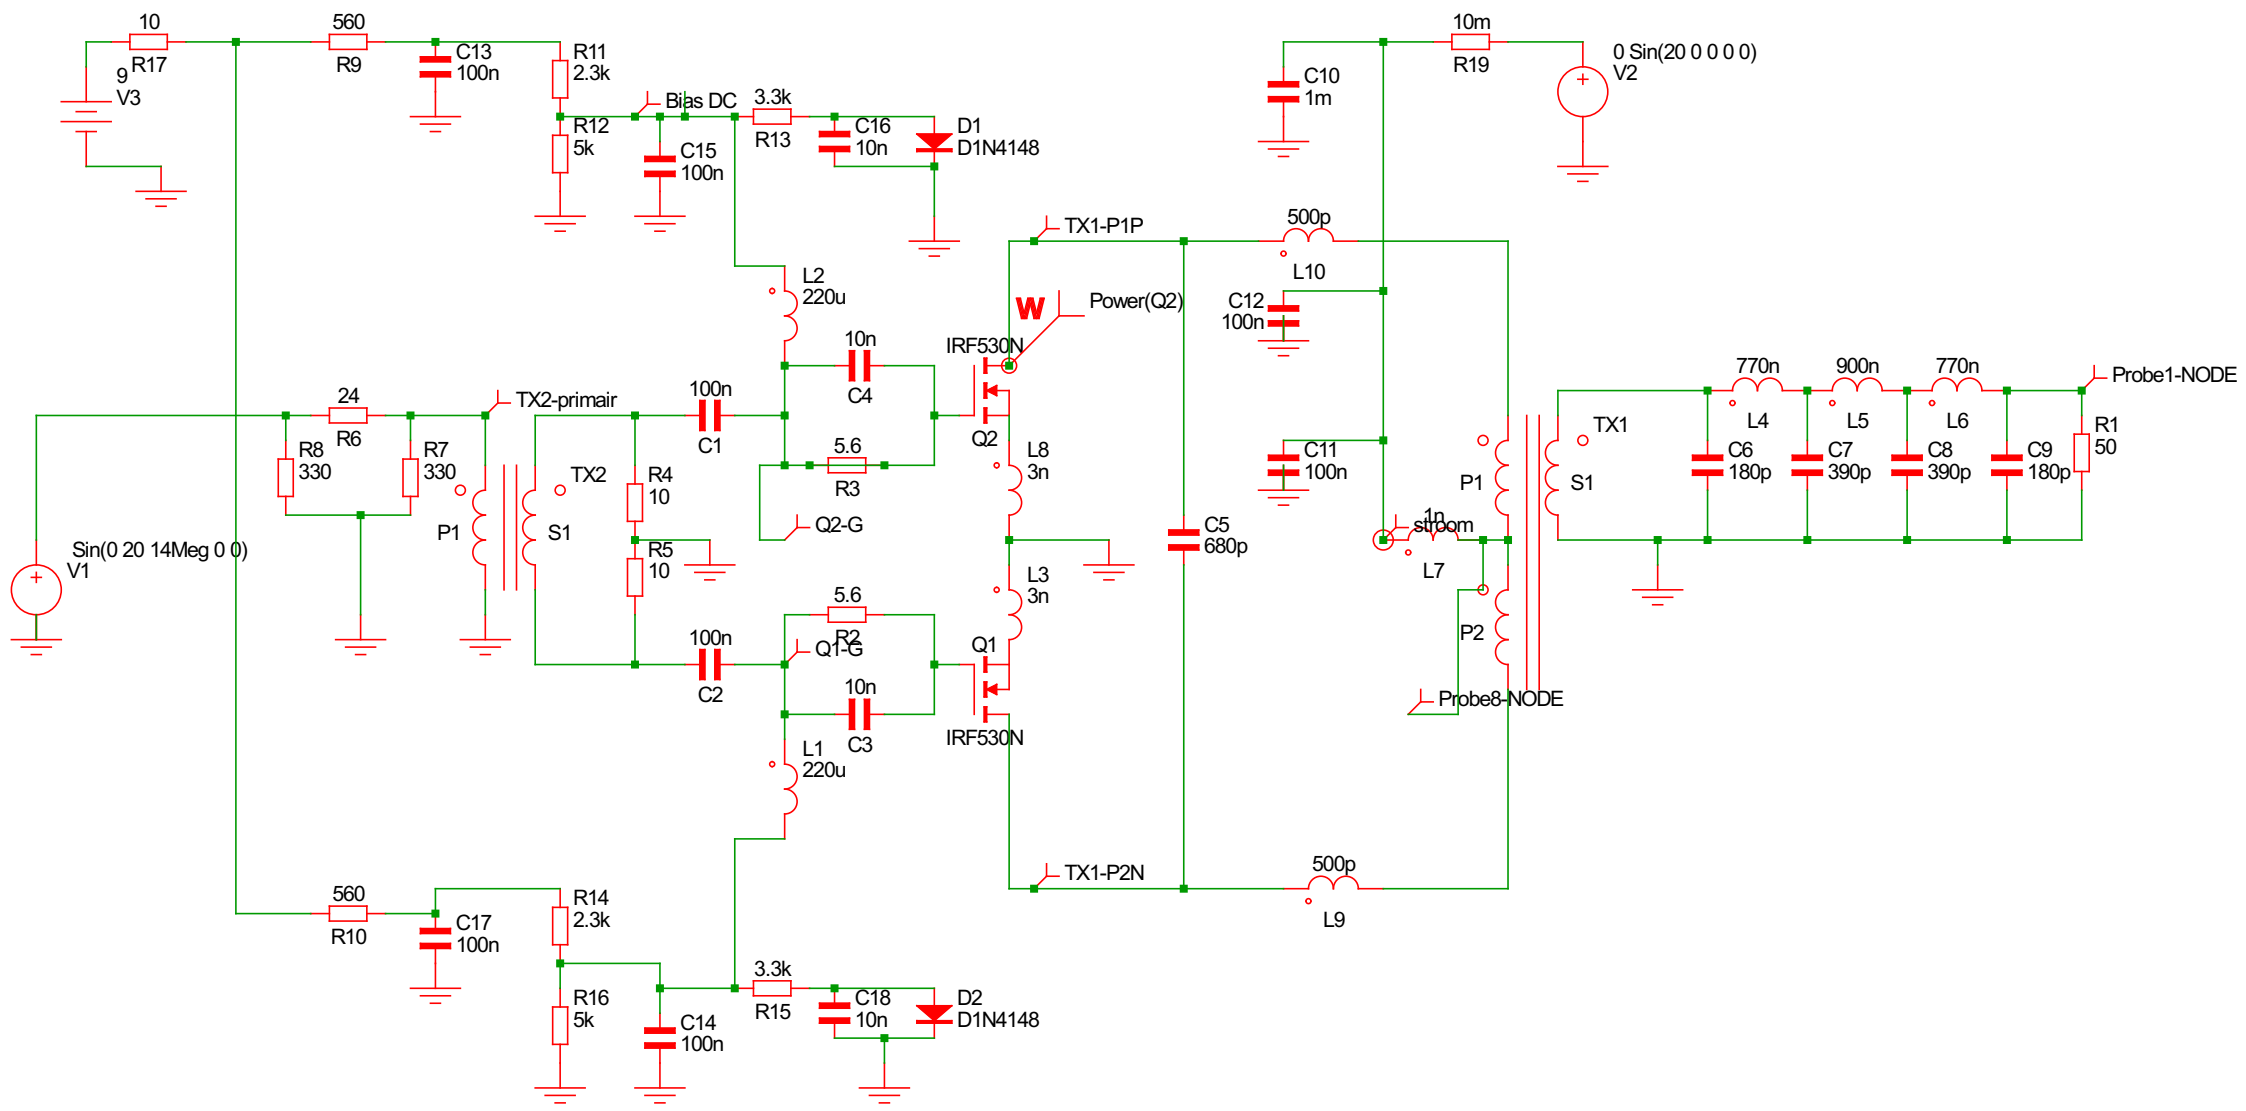 10
R17
9
V3
560
R9
C13
100n
R11
2.3k
R12
5k
Bias DC
C15
100n
3.3k
R13
C16
10n
D1
D1N4148
C10
1m
10m
R19
0 Sin(20 0 0 0 0)
V2
TX1-P1P
500p
L10
L2
220u
W
Power(Q2)
C12
100n
IRF530N
10n
C4
Q2
24
R6
R8
330
R7
330
TX2-primair
TX2
P1
S1
100n
C1
R4
10
R5
10
5.6
R3
Q2-G
L8
3n
C11
100n
C5
680p
1n
stroom
L7
P1
P2
TX1
S1
Probe8-NODE
770n
L4
900n
L5
770n
L6
Probe1-NODE
C6
180p
C7
390p
C8
390p
C9
180p
R1
50
Sin(0 20 14Meg 0 0)
V1
L3
3n
5.6
R2
Q1-G
Q1
100n
C2
10n
C3
IRF530N
L1
220u
TX1-P2N
500p
L9
560
R10
C17
100n
R14
2.3k
R16
5k
C14
100n
3.3k
R15
C18
10n
D2
D1N4148